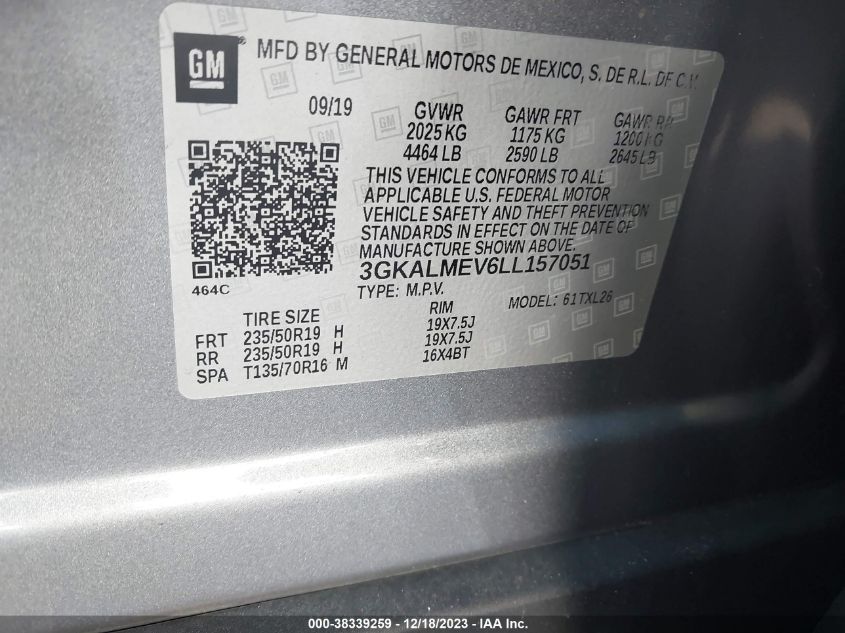 GM ® MFD BY GENERAL MOTORS DE MEXICO, S. DE R.L. DE C.V.
09/19 GVWR GAWR FRT GAWR RR
2025 KG 1175 KG 1200 KG
4464 LB 2590 LB 2645 LB
THIS VEHICLE CONFORMS TO ALL
APPLICABLE U.S. FEDERAL MOTOR
VEHICLE SAFETY AND THEFT PREVENTION
STANDARDS IN EFFECT ON THE DATE OF
MANUFACTURE SHOWN ABOVE.
3GKALMEV6LL157051
464C
TYPE: M.P.V. MODEL: 61TXL26
TIRE SIZE RIM
FRT 235/50R19 H 19X7.5J
RR 235/50R19 H 19X7.5J
SPA T135/70R16 M 16X4BT
000-38339259 - 12/18/2023 - IAAI Inc.